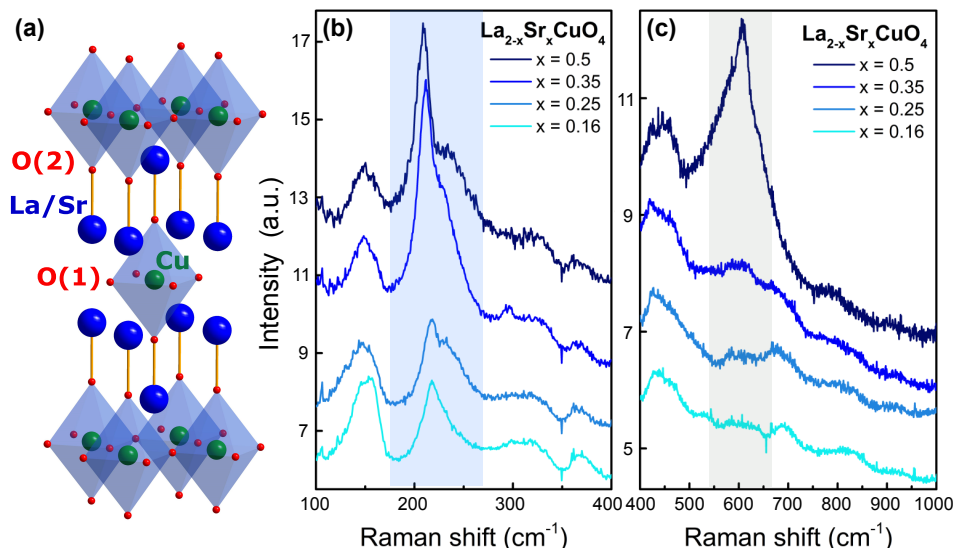 (a)
O(2)
La/Sr
O(1)
Cu
(b)
La2-xSrxCuO4
x = 0.5
x = 0.35
x = 0.25
x = 0.16
17
15
13
11
9
7
Intensity (a.u.)
100 200 300 400
Raman shift (cm-1)
(c)
La2-xSrxCuO4
x = 0.5
x = 0.35
x = 0.25
x = 0.16
11
9
7
5
400 500 600 700 800 900 1000
Raman shift (cm-1)